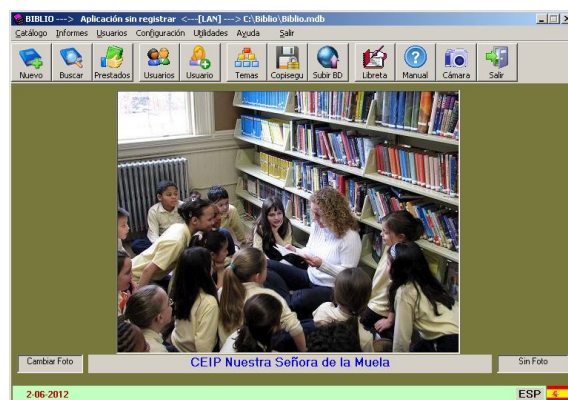 BIBLIO ---> Aplicación sin registrar <---[LAN] ---> C:\Biblio\Biblio.mdb
Catálogo Informes Usuarios Configuración Utilidades Ayuda Salir
Nuevo Buscar Prestados Usuarios Usuario Temas Copisegu Subir BD Libreta Manual Cámara Salir
Cambiar Foto CEIP Nuestra Señora de la Muela Sin Foto
2-06-2012 ESP